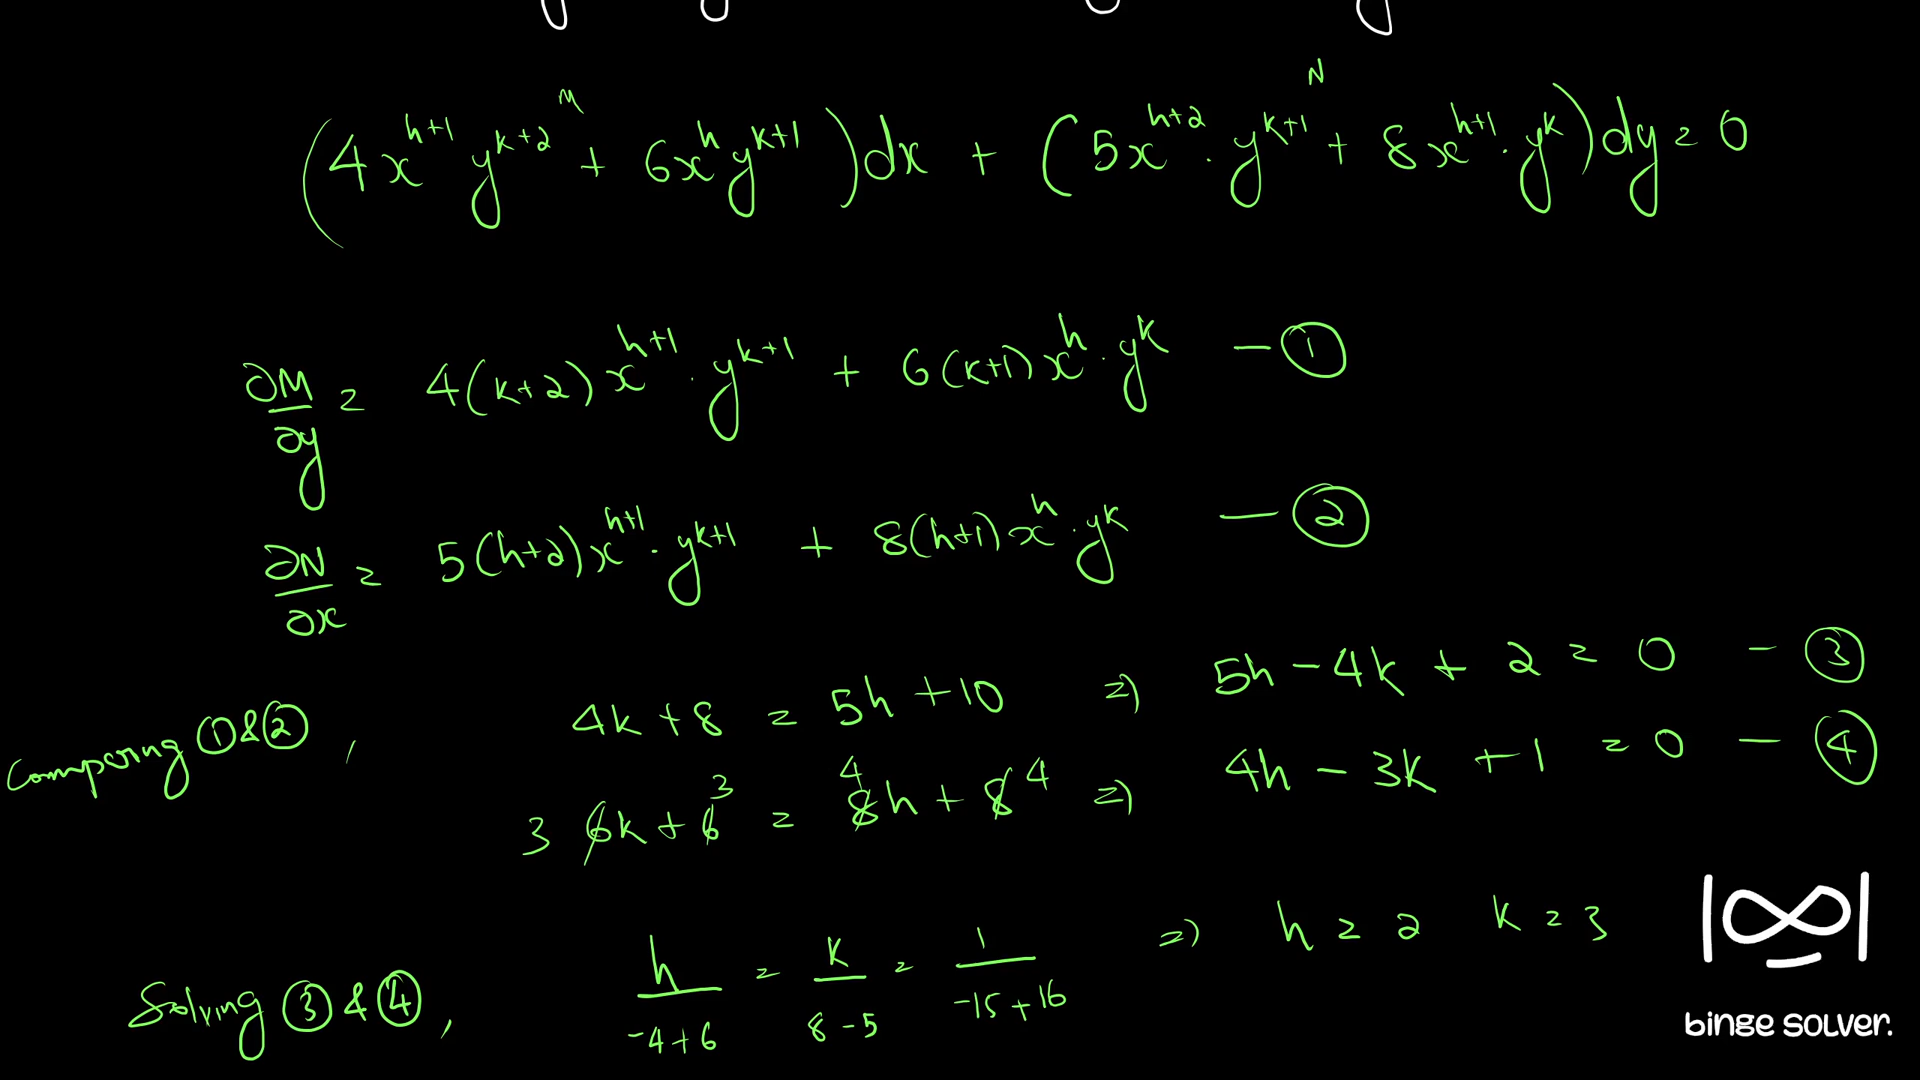 (4x^{h+1} y^{k+2} + 6x^h y^{k+1})dx + (5x^{h+2} · y^{k+1} + 8x^{h+1} · y^k)dy = 0
M N
∂M/∂y = 4(k+2)x^{h+1} · y^{k+1} + 6(k+1)x^h · y^k — ①
∂N/∂x = 5(h+2)x^{h+1} · y^{k+1} + 8(h+1)x^h · y^k — ②
Comparing ①&②, 4k + 8 = 5h + 10 ⇒ 5h – 4k + 2 = 0 – ③
3 6k + 6 3 = 4 8h + 8 4 ⇒ 4h – 3k + 1 = 0 – ④
Solving ③ & ④, h/(-4+6) = k/(8-5) = 1/(-15+16) ⇒ h = 2 k = 3
binge solver.